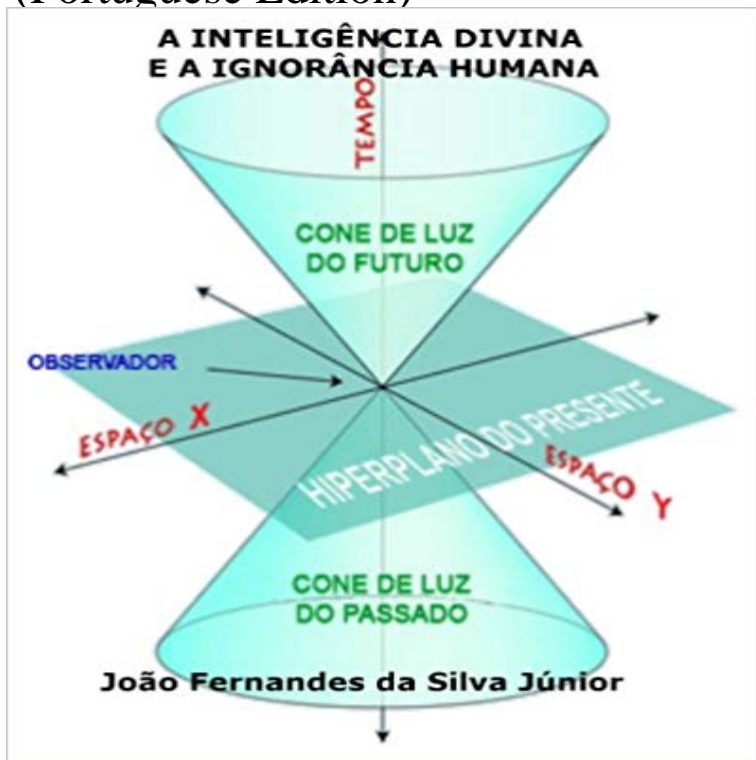 (Portuguese Edition)
A INTELIGÊNCIA DIVINA
E A IGNORÂNCIA HUMANA
TEMPO
CONE DE LUZ
DO FUTURO
OBSERVADOR
ESPAÇO X
HIPERPLANO DO PRESENTE
ESPAÇO Y
CONE DE LUZ
DO PASSADO
João Fernandes da Silva Júnior